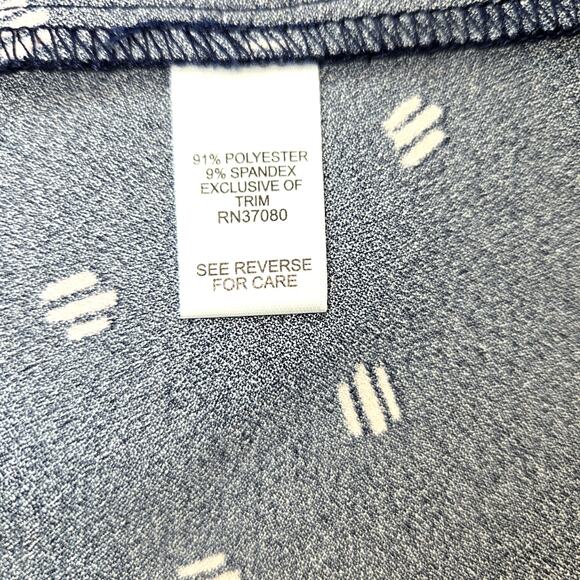 91% POLYESTER
9% SPANDEX
EXCLUSIVE OF
TRIM
RN37080
SEE REVERSE
FOR CARE